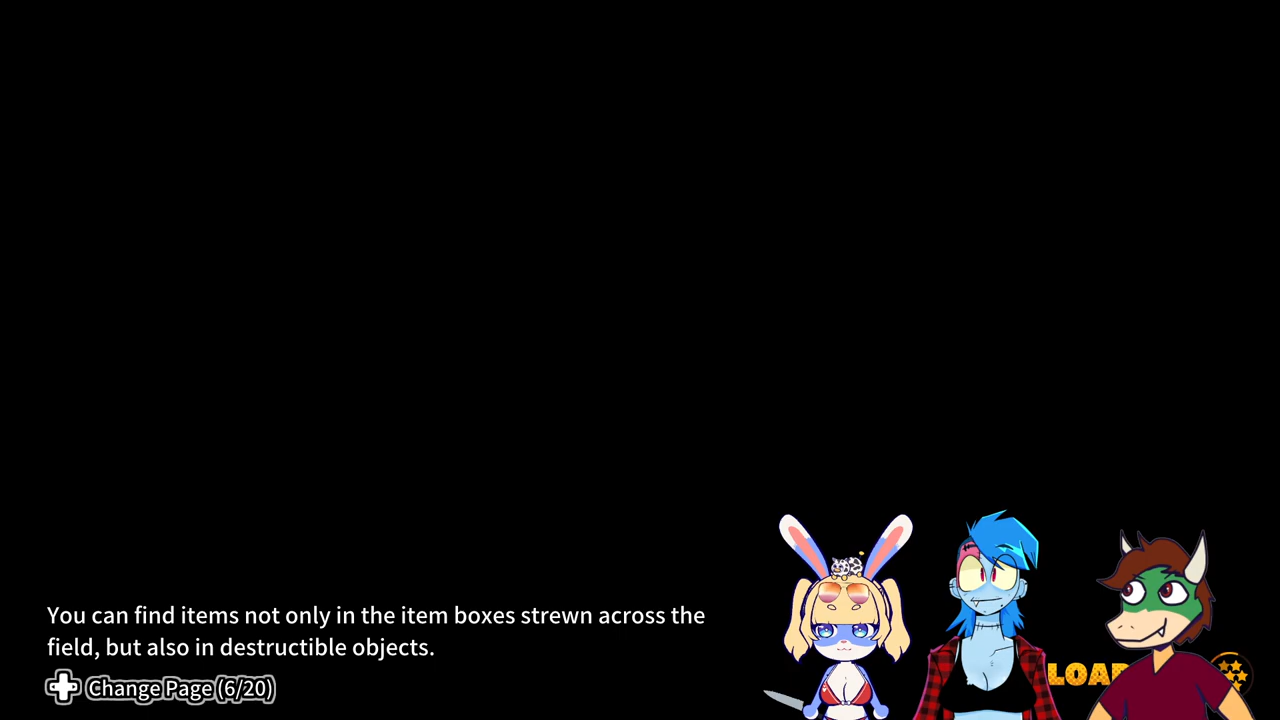 You can find items not only in the item boxes strewn across the
field, but also in destructible objects.
Change Page (6/20)
LOAD